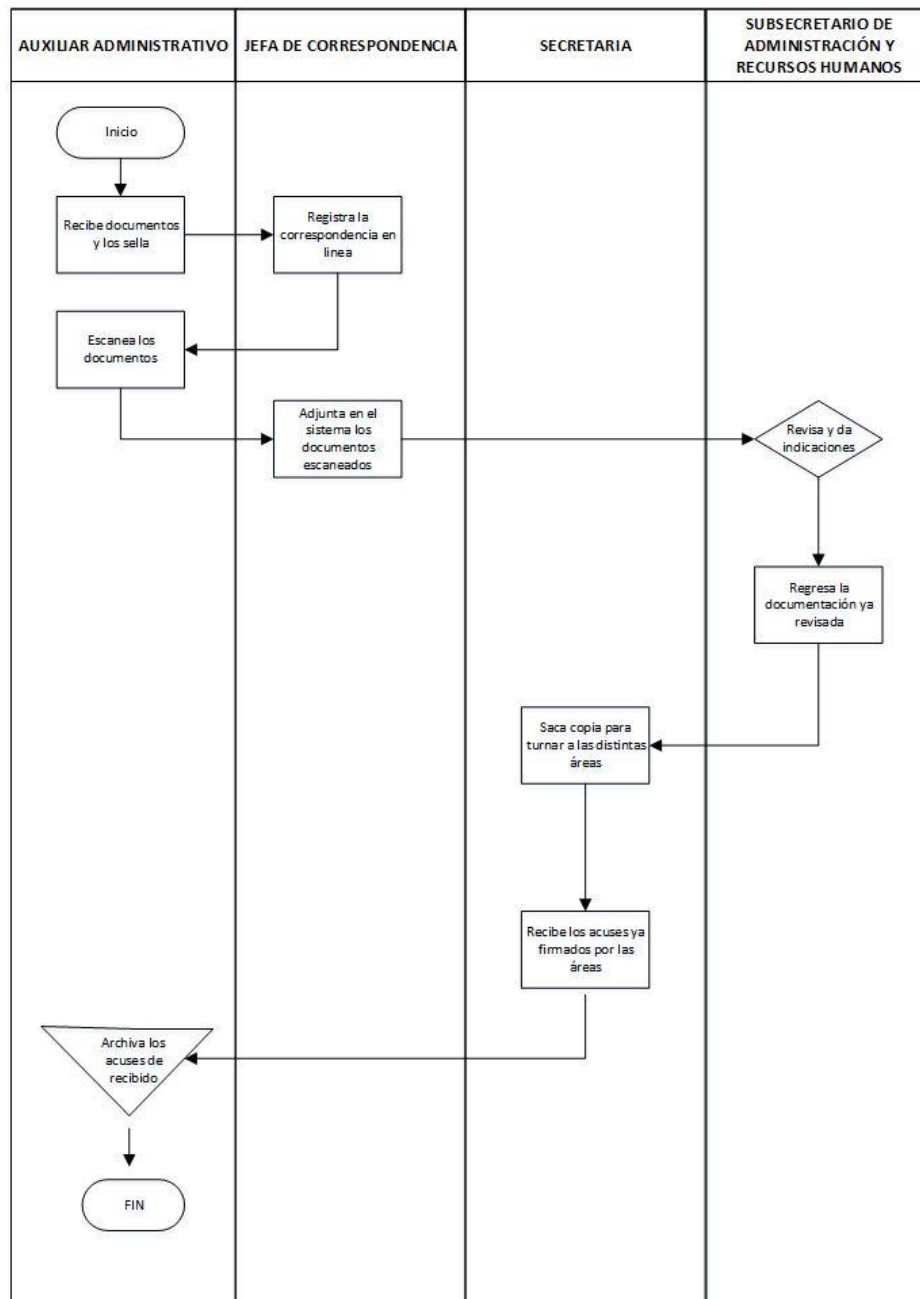 AUXILIAR ADMINISTRATIVO
JEFA DE CORRESPONDENCIA
SECRETARIA
SUBSECRETARIO DE
ADMINISTRACIÓN Y
RECURSOS HUMANOS
Inicio
Recibe documentos
y los sella
Registra la
correspondencia en
linea
Escanea los
documentos
Adjunta en el
sistema los
documentos
escaneados
Revisa y da
indicaciones
Regresa la
documentación ya
revisada
Saca copia para
turnar a las distintas
áreas
Recibe los acuses ya
firmados por las
áreas
Archiva los
acuses de
recibido
FIN